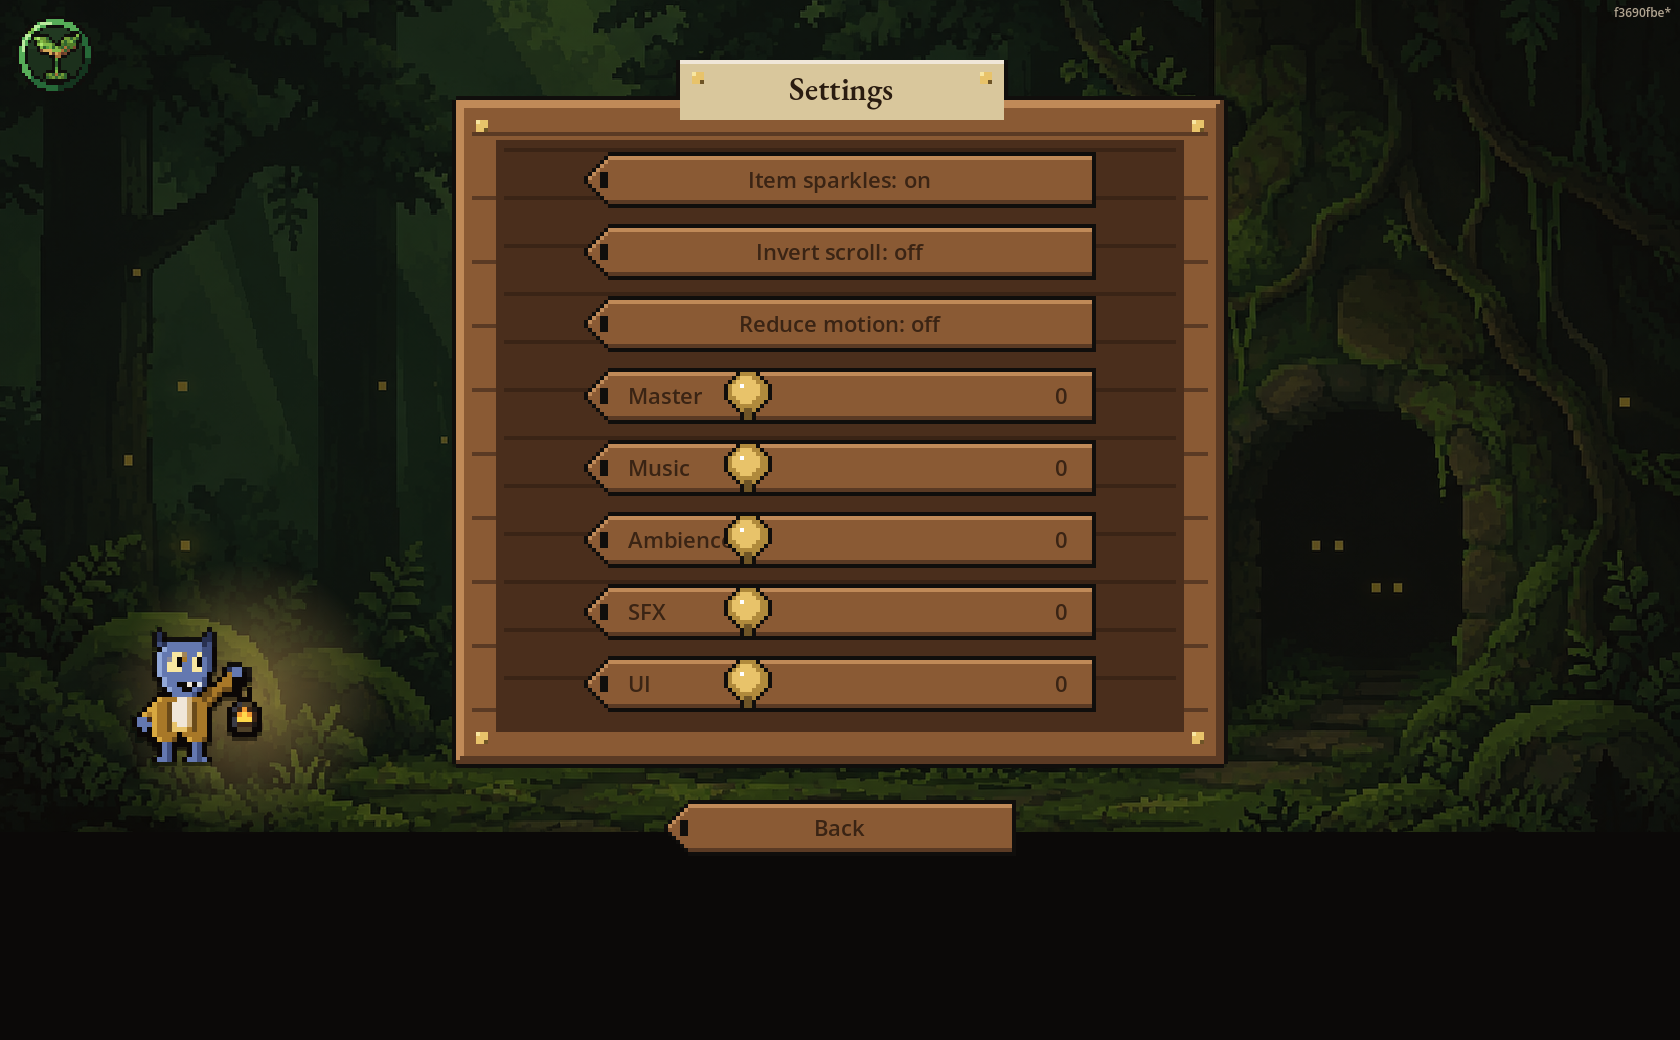 f3690fbe*
Settings
Item sparkles: on
Invert scroll: off
Reduce motion: off
Master 0
Music 0
Ambience 0
SFX 0
UI 0
Back